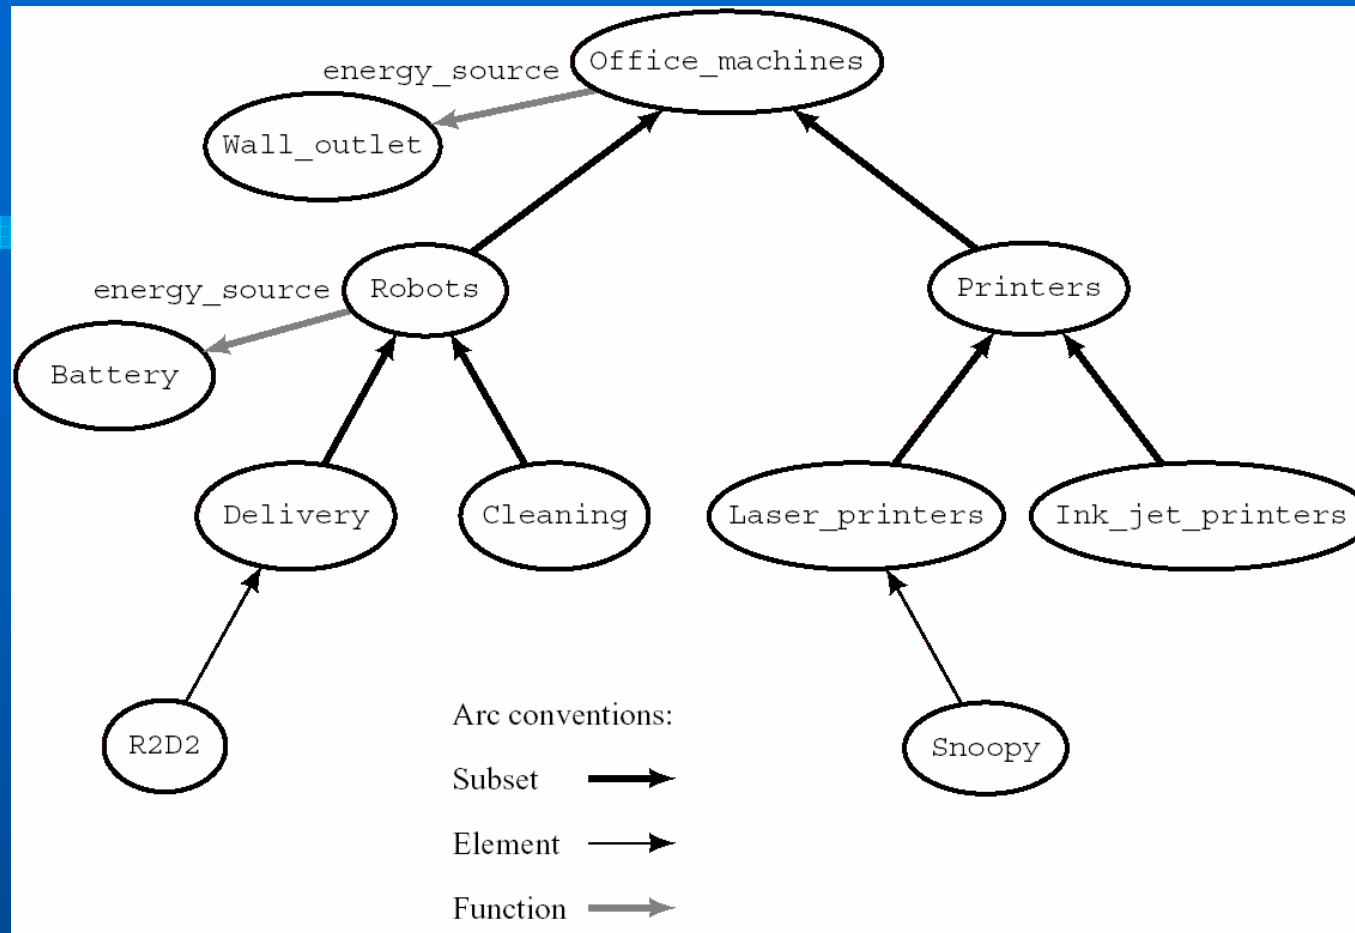 Office_machines
energy_source
Wall_outlet
energy_source
Robots
Printers
Battery
Delivery
Cleaning
Laser_printers
Ink_jet_printers
R2D2
Snoopy
Arc conventions:
Subset
Element
Function